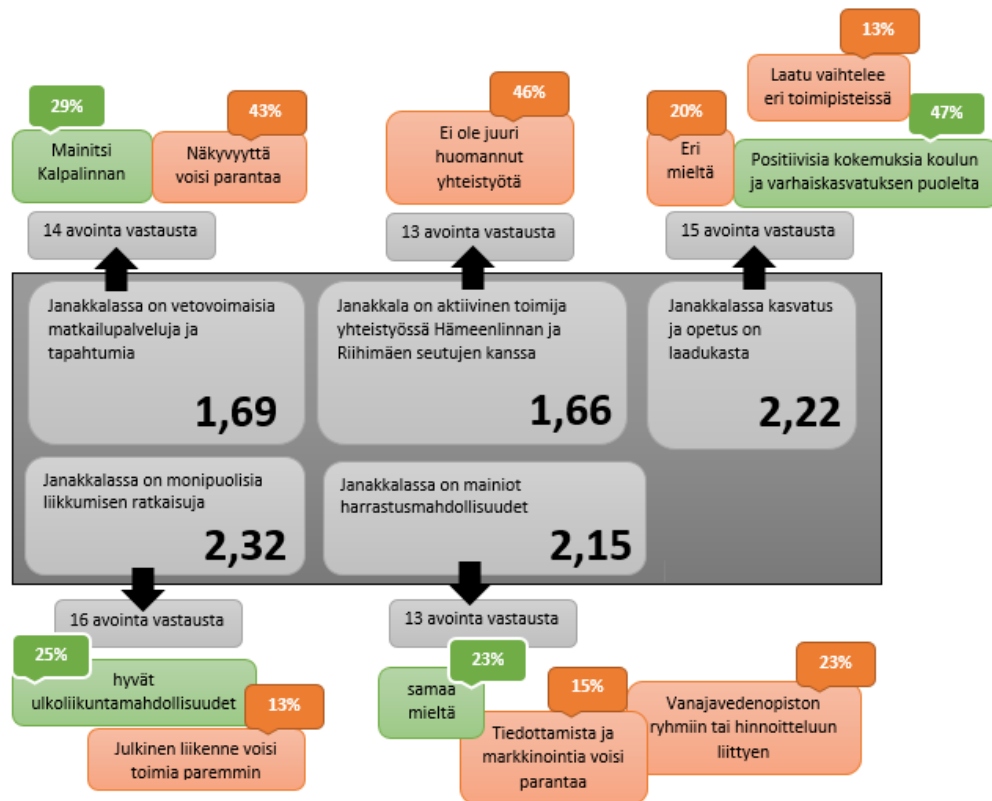 13%
Laatu vaihtelee
eri toimipisteissä
29%
Mainitsi
Kalpalinnan
43%
Näkyvyyttä
voisi parantaa
46%
Ei ole juuri
huomannut
yhteistyötä
20%
Eri
mieltä
47%
Positiivisia kokemuksia koulun
ja varhaiskasvatuksen puolelta
14 avointa vastausta
13 avointa vastausta
15 avointa vastausta
Janakkalassa on vetovoimaisia
matkailupalveluja ja
tapahtumia
1,69
Janakkala on aktiivinen toimija
yhteistyössä Hämeenlinnan ja
Riihimäen seutujen kanssa
1,66
Janakkalassa kasvatus
ja opetus on
laadukasta
2,22
Janakkalassa on monipuolisia
liikkumisen ratkaisuja
2,32
Janakkalassa on mainiot
harrastusmahdollisuudet
2,15
16 avointa vastausta
13 avointa vastausta
25%
hyvät
ulkoliikuntamahdollisuudet
13%
Julkinen liikenne voisi
toimia paremmin
23%
samaa
mieltä
15%
Tiedottamista ja
markkinointia voisi
parantaa
23%
Vanajavedenopiston
ryhmiin tai hinnoitteluun
liittyen